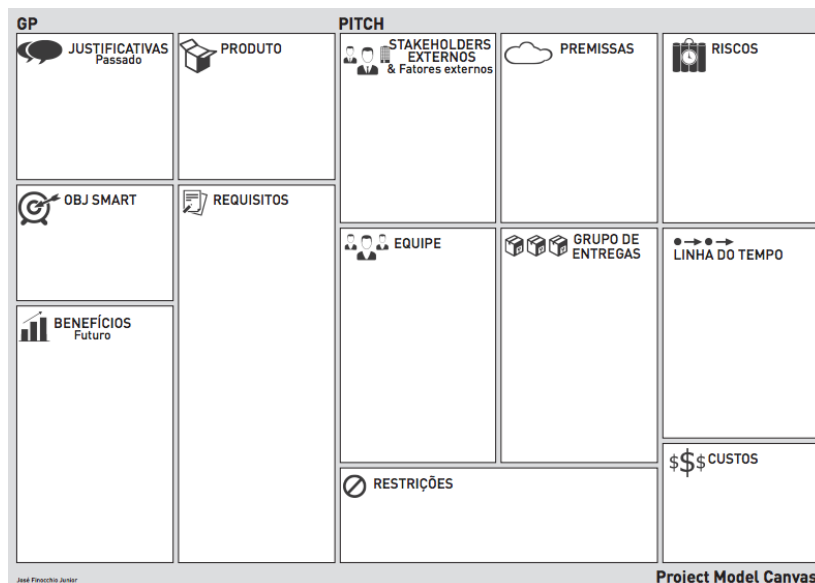 GP
PITCH
JUSTIFICATIVAS
Passado
PRODUTO
STAKEHOLDERS
EXTERNOS
& Fatores externos
PREMISSAS
RISCOS
OBJ SMART
REQUISITOS
EQUIPE
GRUPO DE
ENTREGAS
LINHA DO TEMPO
BENEFÍCIOS
Futuro
RESTRIÇÕES
$$$ CUSTOS
José Finocchio Junior
Project Model Canvas